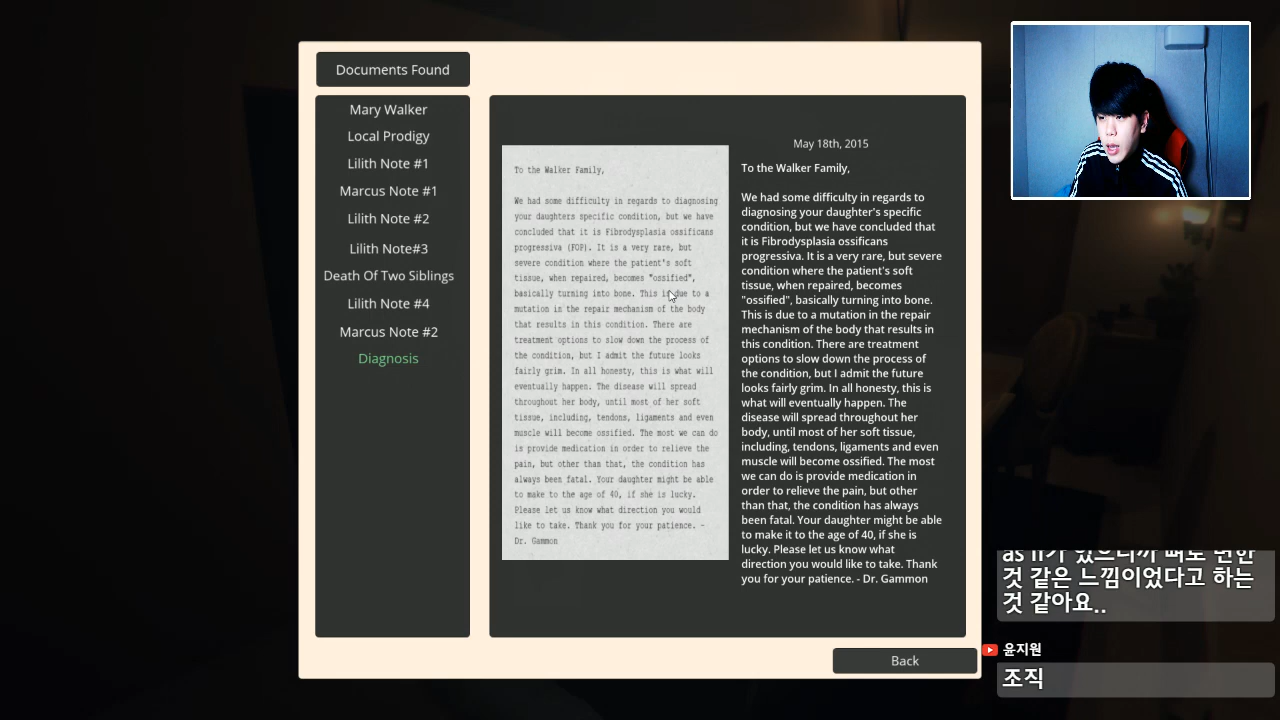 Documents Found
Mary Walker
Local Prodigy
Lilith Note #1
Marcus Note #1
Lilith Note #2
Lilith Note#3
Death Of Two Siblings
Lilith Note #4
Marcus Note #2
Diagnosis
To the Walker Family,
We had some difficulty in regards to diagnosing
your daughters specific condition, but we have
concluded that it is Fibrodysplasia ossificans
progressiva (FOP). It is a very rare, but
severe condition where the patient's soft
tissue, when repaired, becomes "ossified",
basically turning into bone. This is due to a
mutation in the repair mechanism of the body
that results in this condition. There are
treatment options to slow down the process of
the condition, but I admit the future looks
fairly grim. In all honesty, this is what will
eventually happen. The disease will spread
throughout her body, until most of her soft
tissue, including, tendons, ligaments and even
muscle will become ossified. The most we can do
is provide medication in order to relieve the
pain, but other than that, the condition has
always been fatal. Your daughter might be able
to make to the age of 40, if she is lucky.
Please let us know what direction you would
like to take. Thank you for your patience. -
Dr. Gammon
May 18th, 2015
To the Walker Family,
We had some difficulty in regards to
diagnosing your daughter's specific
condition, but we have concluded that
it is Fibrodysplasia ossificans
progressiva. It is a very rare, but severe
condition where the patient's soft
tissue, when repaired, becomes
"ossified", basically turning into bone.
This is due to a mutation in the repair
mechanism of the body that results in
this condition. There are treatment
options to slow down the process of
the condition, but I admit the future
looks fairly grim. In all honesty, this is
what will eventually happen. The
disease will spread throughout her
body, until most of her soft tissue,
including, tendons, ligaments and even
muscle will become ossified. The most
we can do is provide medication in
order to relieve the pain, but other
than that, the condition has always
been fatal. Your daughter might be able
to make it to the age of 40, if she is
lucky. Please let us know what
direction you would like to take. Thank
you for your patience. - Dr. Gammon
Back
것 같은 느낌이었다고 하는
것 같아요..
윤지원
조직